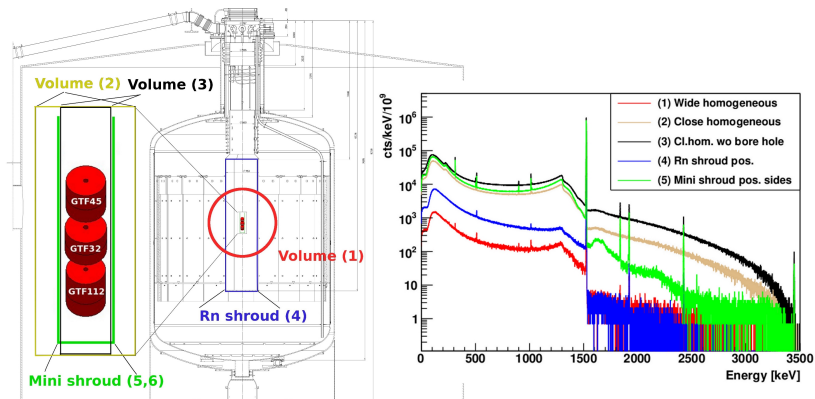 Volume (2)
Volume (3)
GTF45
GTF32
GTF112
Volume (1)
Rn shroud (4)
Mini shroud (5,6)
cts/keV/10⁹
10⁶
10⁵
10⁴
10³
10²
10
1
(1) Wide homogeneous
(2) Close homogeneous
(3) Cl.hom. wo bore hole
(4) Rn shroud pos.
(5) Mini shroud pos. sides
0
500
1000
1500
2000
2500
3000
3500
Energy [keV]